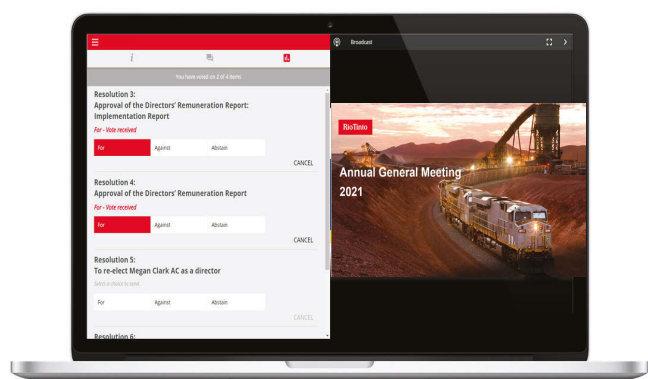 Broadcast
You have voted on 2 of 4 items
Resolution 3:
Approval of the Directors' Remuneration Report:
Implementation Report
For - Vote received
For Against Abstain
CANCEL
Resolution 4:
Approval of the Directors' Remuneration Report
For - Vote received
For Against Abstain
CANCEL
Resolution 5:
To re-elect Megan Clark AC as a director
Select a choice to send.
For Against Abstain
CANCEL
Resolution 6:
RioTinto
Annual General Meeting
2021